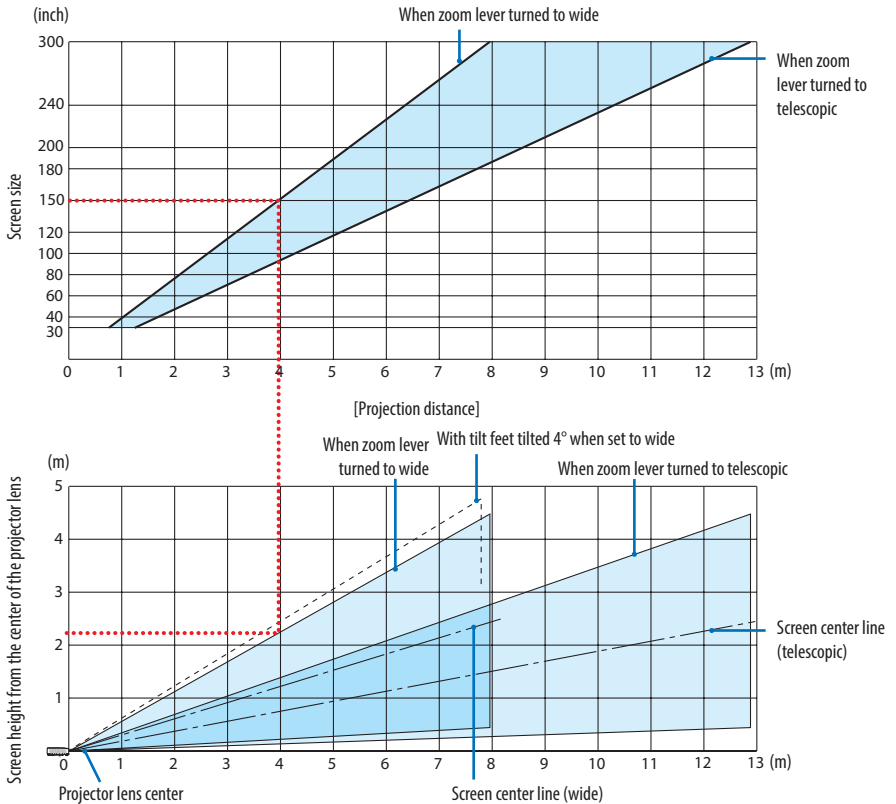 (inch)
When zoom lever turned to wide
300
240
200
180
150
120
100
80
60
40
30
Screen size
When zoom
lever turned to
telescopic
0 1 2 3 4 5 6 7 8 9 10 11 12 13 (m)
[Projection distance]
When zoom lever
turned to wide
With tilt feet tilted 4° when set to wide
When zoom lever turned to telescopic
(m)
5
4
3
2
1
Screen height from the center of the projector lens
Screen center line
(telescopic)
0 1 2 3 4 5 6 7 8 9 10 11 12 13 (m)
Projector lens center
Screen center line (wide)